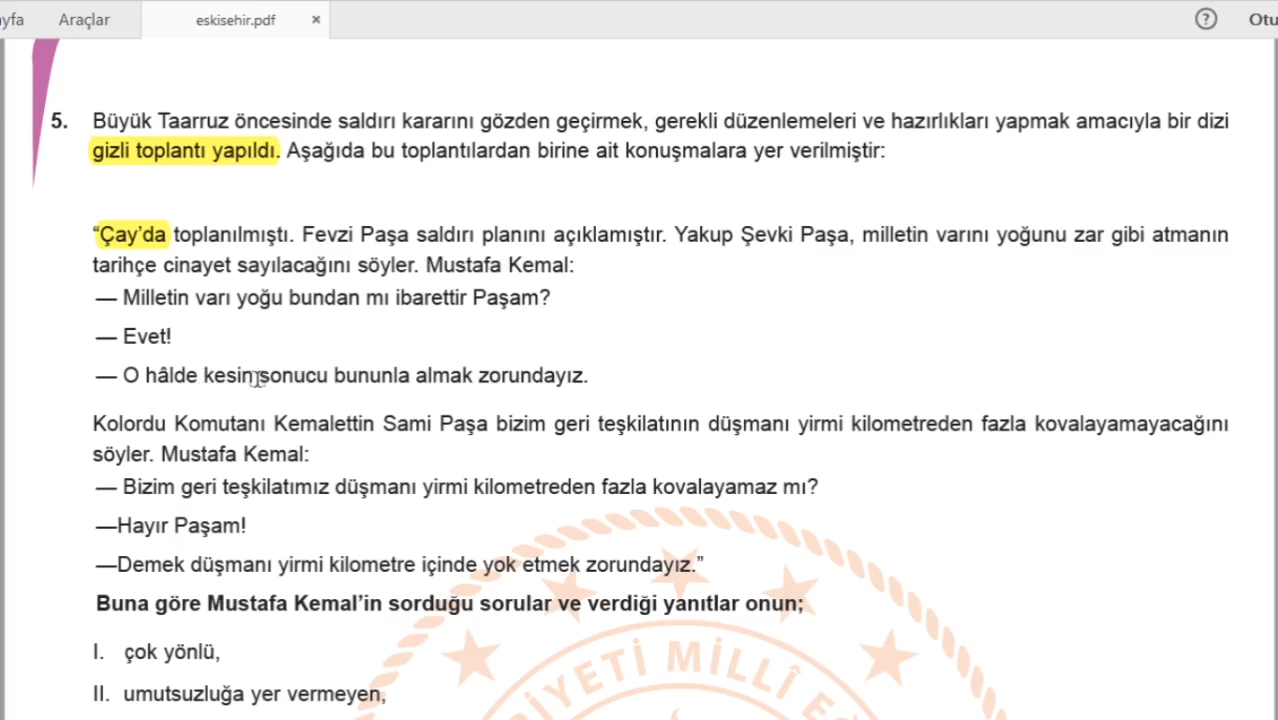 yfa Araçlar eskisehir.pdf × ? Otu
5. Büyük Taarruz öncesinde saldırı kararını gözden geçirmek, gerekli düzenlemeleri ve hazırlıkları yapmak amacıyla bir dizi
gizli toplantı yapıldı. Aşağıda bu toplantılardan birine ait konuşmalara yer verilmiştir:
“Çay’da toplanılmıştı. Fevzi Paşa saldırı planını açıklamıştır. Yakup Şevki Paşa, milletin varını yoğunu zar gibi atmanın
tarihçe cinayet sayılacağını söyler. Mustafa Kemal:
— Milletin varı yoğu bundan mı ibarettir Paşam?
— Evet!
— O hâlde kesin sonucu bununla almak zorundayız.
Kolordu Komutanı Kemalettin Sami Paşa bizim geri teşkilatının düşmanı yirmi kilometreden fazla kovalayamayacağını
söyler. Mustafa Kemal:
— Bizim geri teşkilatımız düşmanı yirmi kilometreden fazla kovalayamaz mı?
—Hayır Paşam!
—Demek düşmanı yirmi kilometre içinde yok etmek zorundayız.”
Buna göre Mustafa Kemal’in sorduğu sorular ve verdiği yanıtlar onun;
I. çok yönlü,
II. umutsuzluğa yer vermeyen,
RİYETİ MİLLÎ E